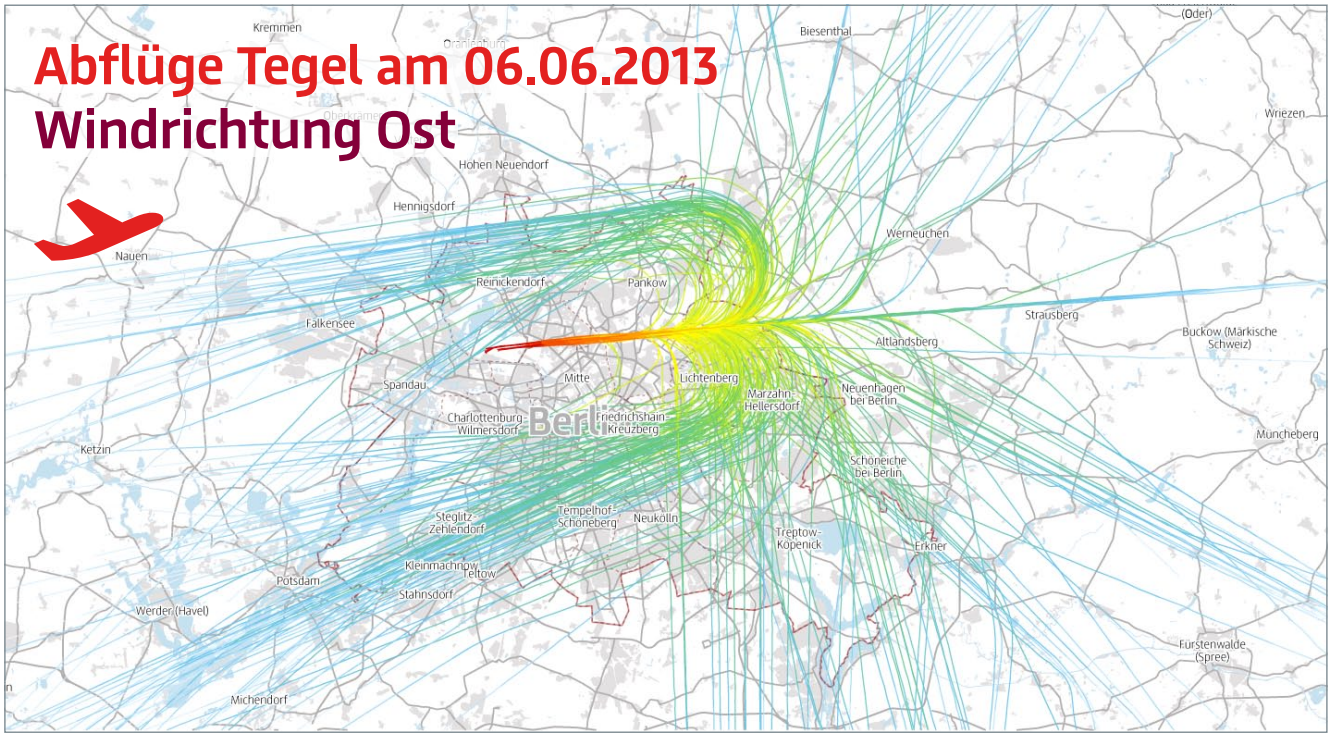 (Oder)
Kremmen
Biesenthal
Oranienburg
Abflüge Tegel am 06.06.2013
Windrichtung Ost
Oberkrämer
Wriezen
Hohen Neuendorf
Hennigsdorf
Werneuchen
Nauen
Reinickendorf
Pankow
Strausberg
Falkensee
Buckow (Märkische
Schweiz)
Altlandsberg
Mitte
Lichtenberg
Spandau
Marzahn-
Hellersdorf
Neuenhagen
bei Berlin
Charlottenburg-
Wilmersdorf
Berli
Friedrichshain-
Kreuzberg
Müncheberg
Ketzin
Schöneiche
bei Berlin
Steglitz-
Zehlendorf
Tempelhof-
Schöneberg
Neukölln
Treptow-
Köpenick
Erkner
Kleinmachnow
Teltow
Potsdam
Stahnsdorf
Werder (Havel)
Fürstenwalde
(Spree)
Michendorf